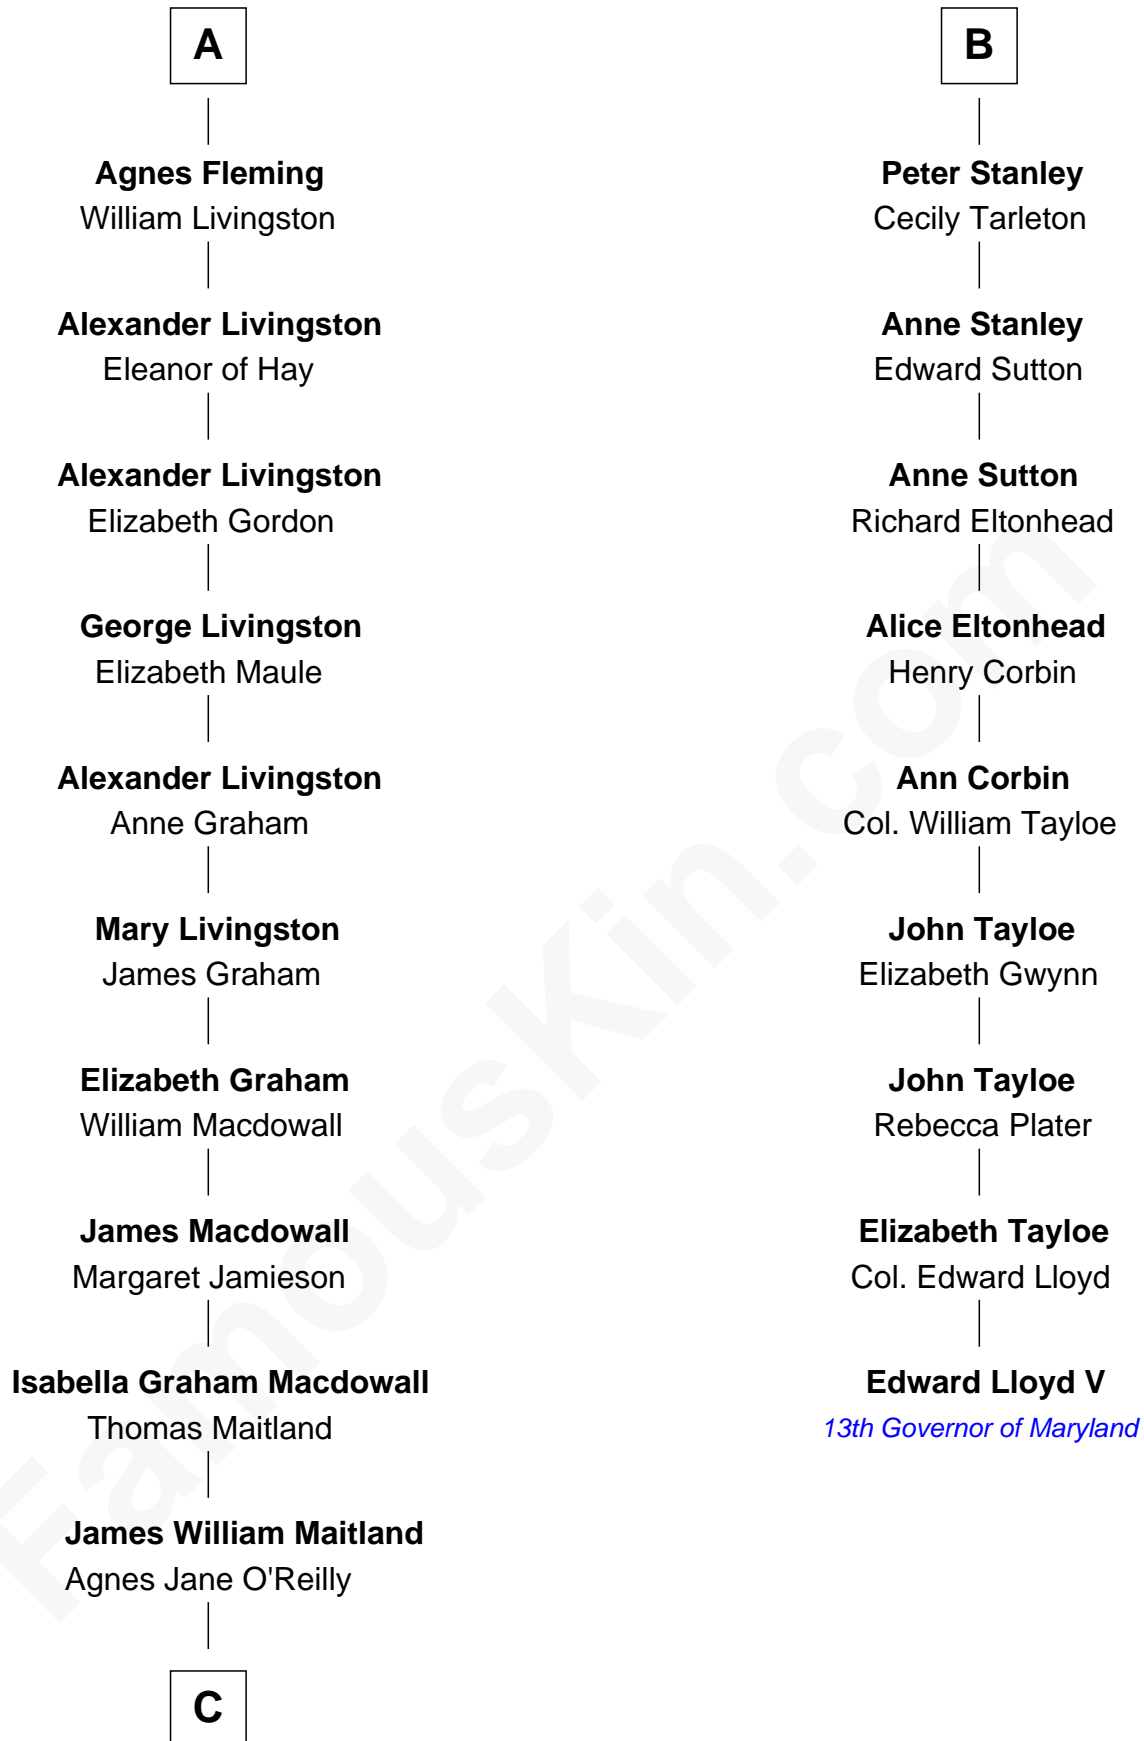 A
Agnes Fleming
William Livingston
Alexander Livingston
Eleanor of Hay
Alexander Livingston
Elizabeth Gordon
George Livingston
Elizabeth Maule
Alexander Livingston
Anne Graham
Mary Livingston
James Graham
Elizabeth Graham
William Macdowall
James Macdowall
Margaret Jamieson
Isabella Graham Macdowall
Thomas Maitland
James William Maitland
Agnes Jane O'Reilly
C
B
Peter Stanley
Cecily Tarleton
Anne Stanley
Edward Sutton
Anne Sutton
Richard Eltonhead
Alice Eltonhead
Henry Corbin
Ann Corbin
Col. William Tayloe
John Tayloe
Elizabeth Gwynn
John Tayloe
Rebecca Plater
Elizabeth Tayloe
Col. Edward Lloyd
Edward Lloyd V
13th Governor of Maryland
FamousKin.com